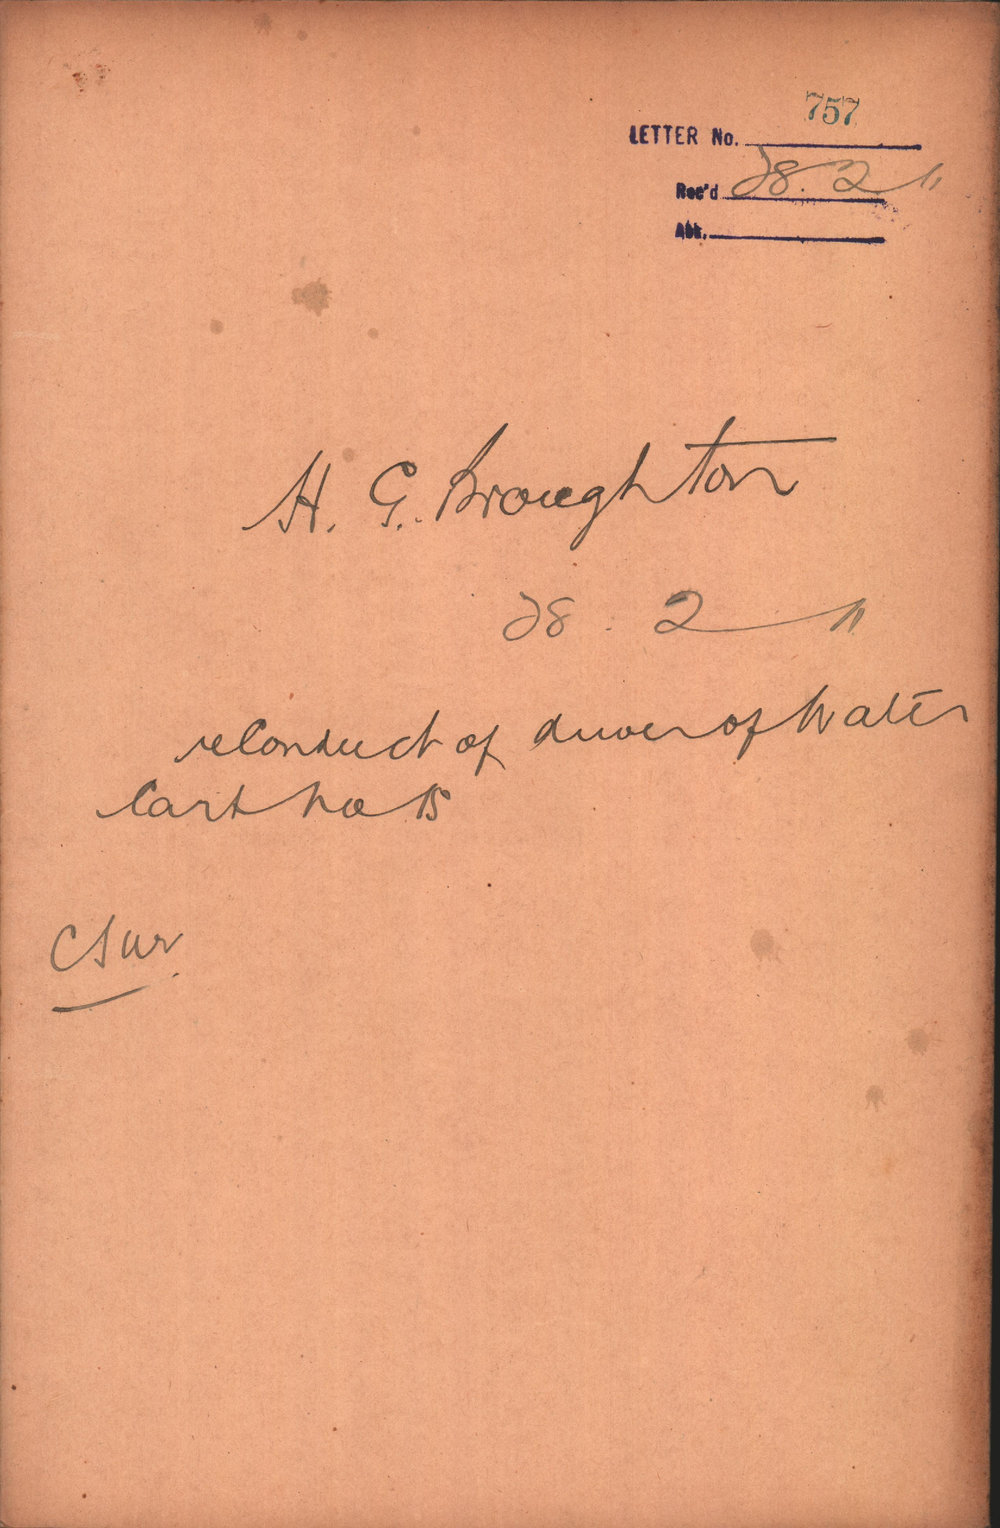 LETTER No. 757
Rec'd 28.2.11
Ack.
H. G. Broughton
28.2.11
re Conduct of driver of Water
Cart No 15
C Sur